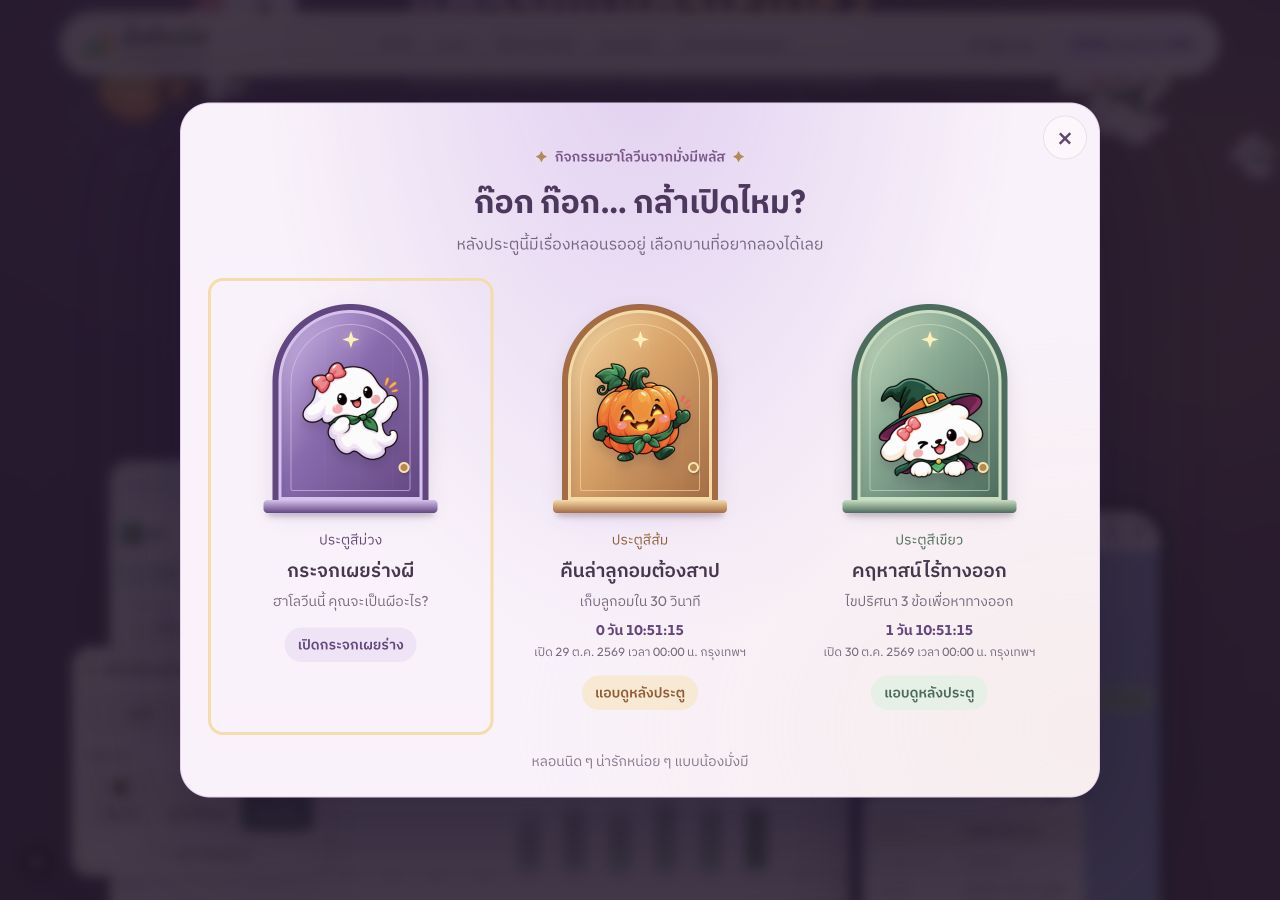 ✦ กิจกรรมฮาโลวีนจากมั่งมีพลัส ✦
ก๊อก ก๊อก... กล้าเปิดไหม?
หลังประตูนี้มีเรื่องหลอนรออยู่ เลือกบานที่อยากลองได้เลย
ประตูสีม่วง
กระจกเผยร่างผี
ฮาโลวีนนี้ คุณจะเป็นผีอะไร?
เปิดกระจกเผยร่าง
ประตูสีส้ม
คืนล่าลูกอมต้องสาป
เก็บลูกอมใน 30 วินาที
0 วัน 10:51:15
เปิด 29 ต.ค. 2569 เวลา 00:00 น. กรุงเทพฯ
แอบดูหลังประตู
ประตูสีเขียว
คฤหาสน์ไร้ทางออก
ไขปริศนา 3 ข้อเพื่อหาทางออก
1 วัน 10:51:15
เปิด 30 ต.ค. 2569 เวลา 00:00 น. กรุงเทพฯ
แอบดูหลังประตู
หลอนนิด ๆ น่ารักหน่อย ๆ แบบน้องมั่งมี